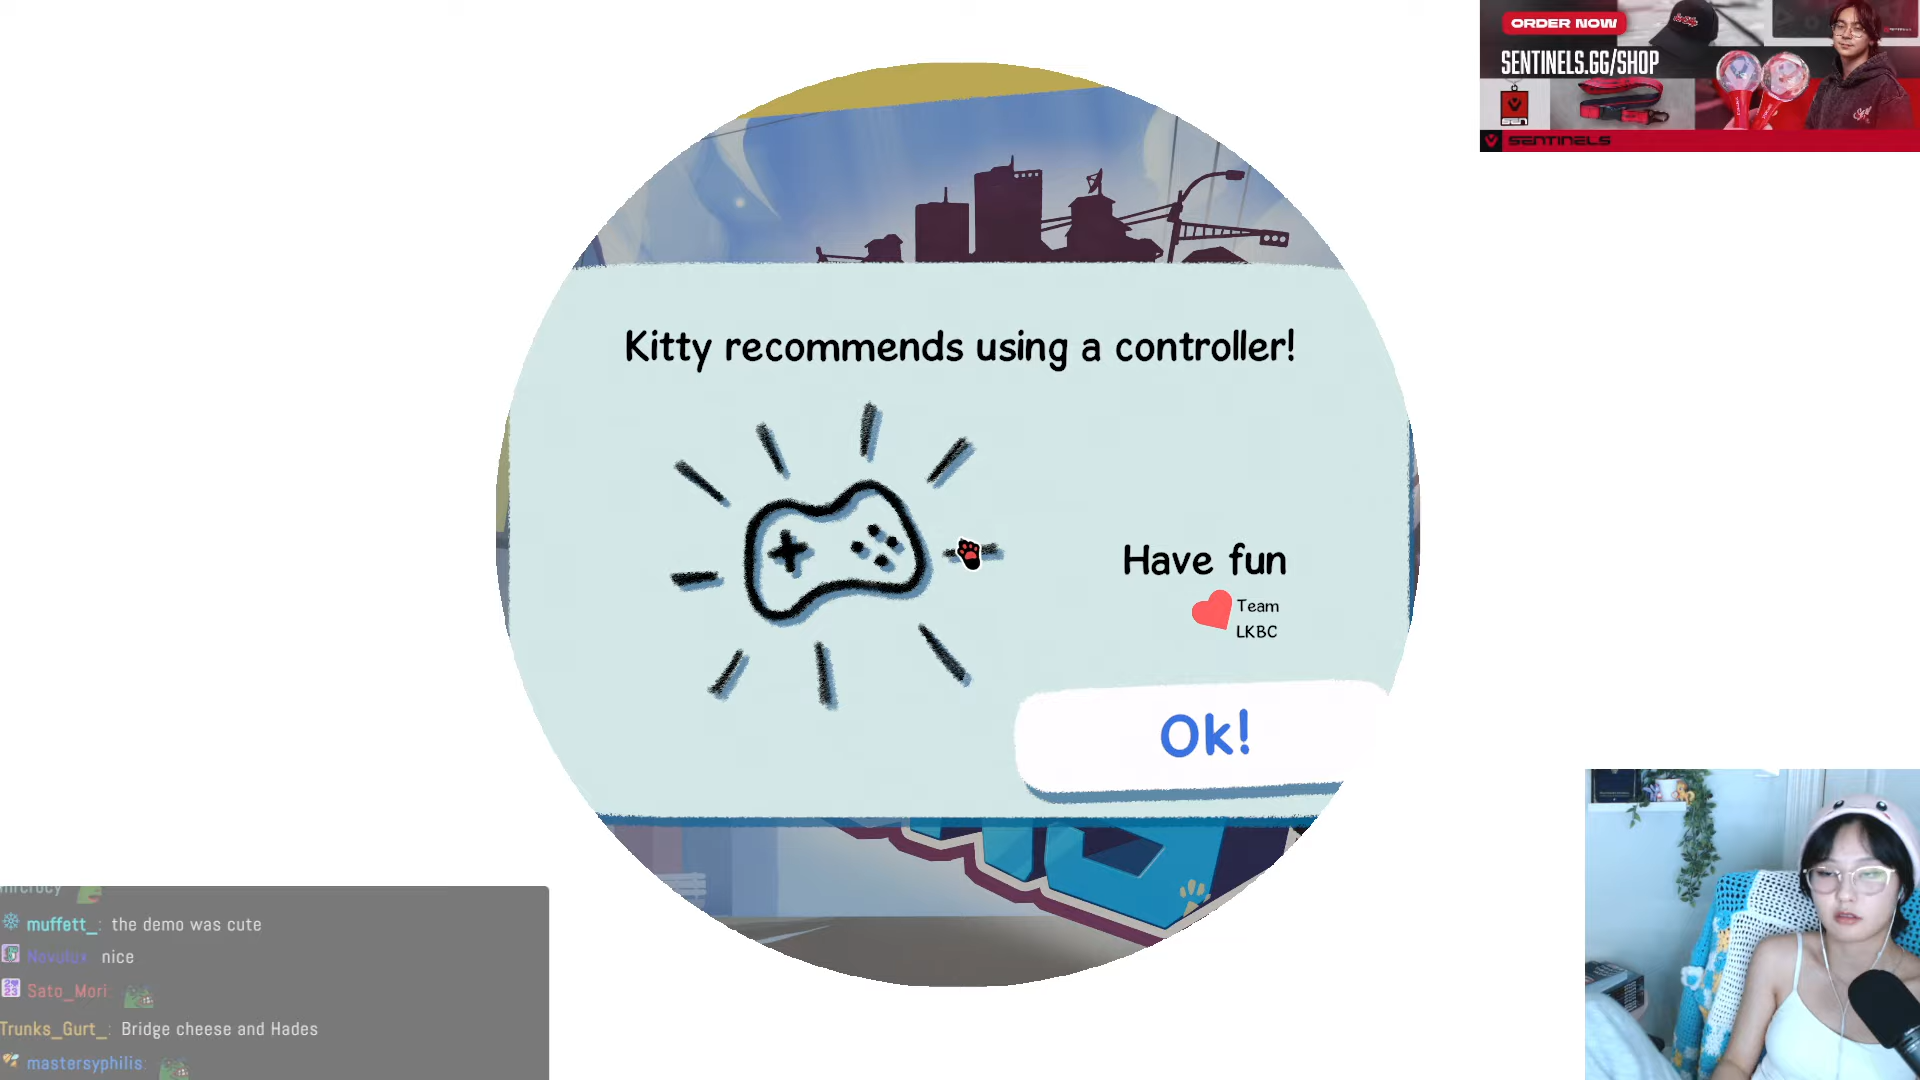 ORDER NOW
SENTINELS.GG/SHOP
SENTINELS
Kitty recommends using a controller!
Have fun
Team
LKBC
Ok!
muffett_: the demo was cute
nice
Sato_Mori:
Trunks_Gurt_: Bridge cheese and Hades
mastersyphilis: